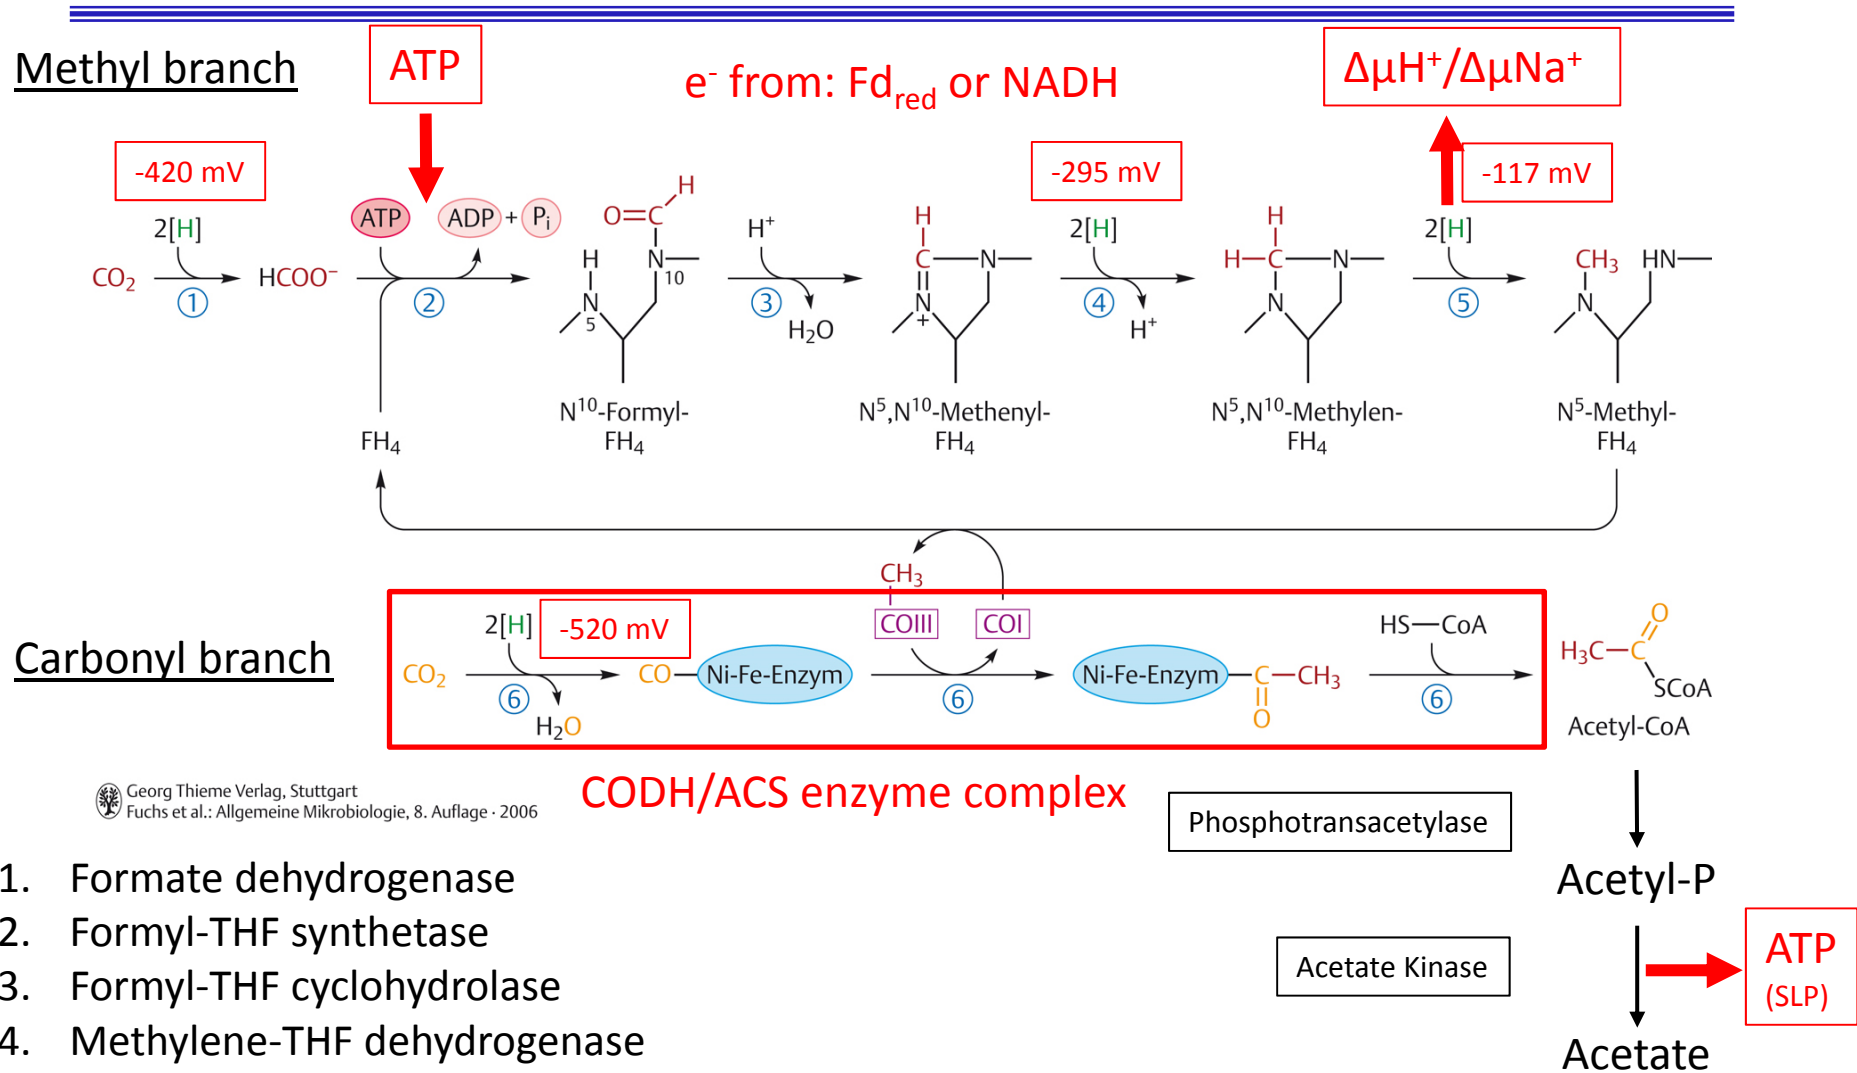 Methyl branch
ATP
e⁻ from: Fd_red or NADH
ΔµH⁺/ΔµNa⁺
-420 mV
-295 mV
-117 mV
2[H]
ATP
ADP + Pᵢ
H⁺
2[H]
2[H]
CO₂
HCOO⁻
①
②
③
H₂O
④
H⁺
⑤
O=C
H
H
N
5
N
10
H
C
N
N
+
H
H–C
N
N
CH₃
HN
N
FH₄
N¹⁰-Formyl-
FH₄
N⁵,N¹⁰-Methenyl-
FH₄
N⁵,N¹⁰-Methylen-
FH₄
N⁵-Methyl-
FH₄
Carbonyl branch
CH₃
COIII
COI
2[H]
-520 mV
HS—CoA
CO₂
⑥
H₂O
CO
Ni-Fe-Enzym
⑥
Ni-Fe-Enzym
C–CH₃
O
⑥
O
H₃C–C
SCoA
Acetyl-CoA
Georg Thieme Verlag, Stuttgart
Fuchs et al.: Allgemeine Mikrobiologie, 8. Auflage · 2006
CODH/ACS enzyme complex
Phosphotransacetylase
Acetyl-P
Acetate Kinase
ATP
(SLP)
Acetate
1. Formate dehydrogenase
2. Formyl-THF synthetase
3. Formyl-THF cyclohydrolase
4. Methylene-THF dehydrogenase